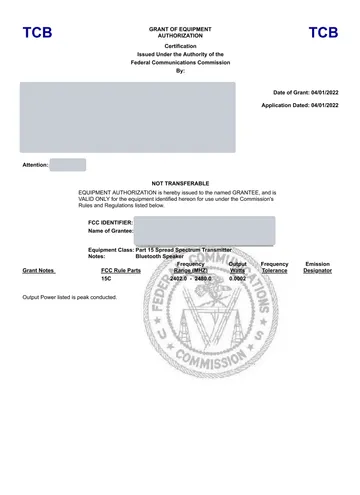 TCB
GRANT OF EQUIPMENT
AUTHORIZATION
TCB
Certification
Issued Under the Authority of the
Federal Communications Commission
By:
Date of Grant: 04/01/2022
Application Dated: 04/01/2022
Attention:
NOT TRANSFERABLE
EQUIPMENT AUTHORIZATION is hereby issued to the named GRANTEE, and is
VALID ONLY for the equipment identified hereon for use under the Commission's
Rules and Regulations listed below.
FCC IDENTIFIER:
Name of Grantee:
Equipment Class: Part 15 Spread Spectrum Transmitter
Notes: Bluetooth Speaker
Grant Notes FCC Rule Parts Frequency Range (MHZ) Output Watts Frequency Tolerance Emission Designator
15C 2402.0 - 2480.0 0.0002
Output Power listed is peak conducted.
FEDERAL COMMUNICATIONS COMMISSION
U S